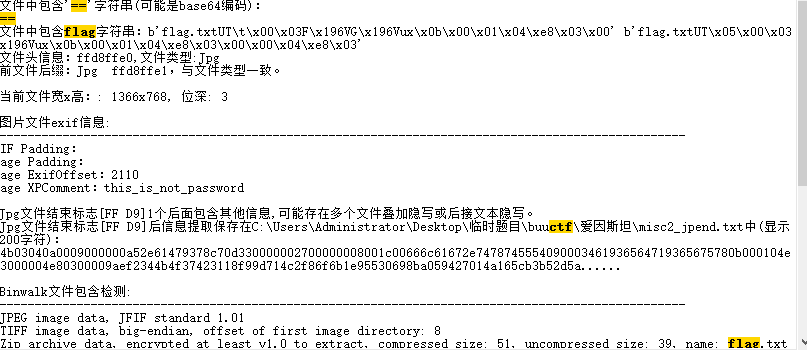 文件中包含'=='字符串(可能是base64编码):
==
文件中包含flag字符串: b'flag.txtUT\t\x00\x03F\x196VG\x196Vux\x0b\x00\x01\x04\xe8\x03\x00' b'flag.txtUT\x05\x00\x03
x196Vux\x0b\x00\x01\x04\xe8\x03\x00\x00\x04\xe8\x03'
文件头信息: ffd8ffe0,文件类型:Jpg
前文件后缀: Jpg ffd8ffe1,与文件类型一致。
当前文件宽x高: : 1366x768, 位深: 3
图片文件exif信息:
IF Padding:
age Padding:
age ExifOffset: 2110
age XPComment: this_is_not_password
Jpg文件结束标志[FF D9]1个后面包含其他信息,可能存在多个文件叠加隐写或后接文本隐写。
Jpg文件结束标志[FF D9]后信息提取保存在C:\Users\Administrator\Desktop\临时题目\buuctf\爱因斯坦\misc2_jpend.txt中(显示
200字符):
4b03040a0009000000a52e61479378c70d3300000027000000008001c00666c61672e7478745554090003461936564719365675780b000104e
3000004e80300009aef2344b4f37423118f99d714c2f86f6b1e95530698ba059427014a165cb3b52d5a......
Binwalk文件包含检测:
JPEG image data, JFIF standard 1.01
TIFF image data, big-endian, offset of first image directory: 8
Zip archive data, encrypted at least v1.0 to extract, compressed size: 51, uncompressed size: 39, name: flag.txt